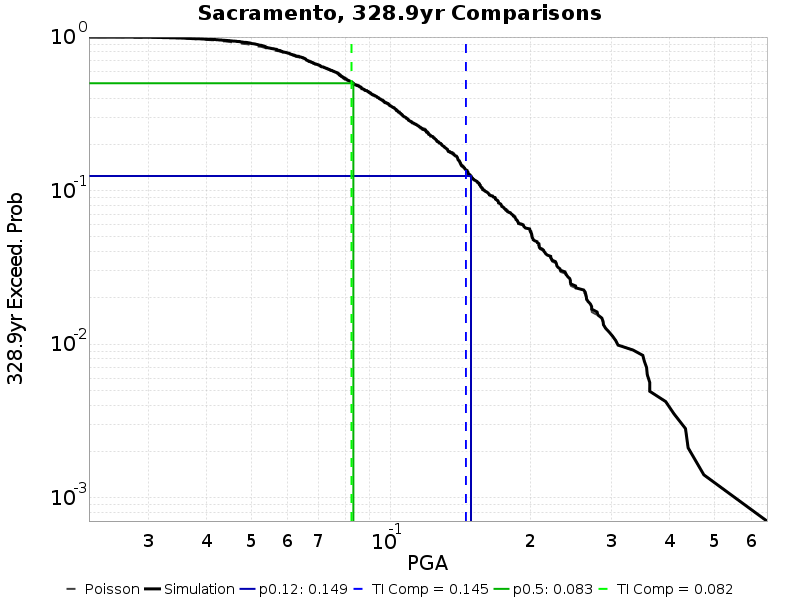 Sacramento, 328.9yr Comparisons
328.9yr Exceed. Prob
10^0
10^-1
10^-2
10^-3
3 4 5 6 7 10^-1 2 3 4 5 6
PGA
Poisson Simulation p0.12: 0.149 TI Comp = 0.145 p0.5: 0.083 TI Comp = 0.082